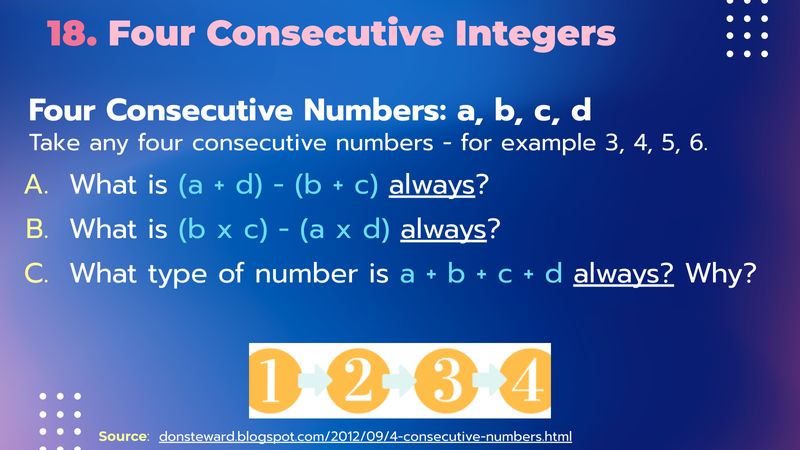 18. Four Consecutive Integers
Four Consecutive Numbers: a, b, c, d
Take any four consecutive numbers - for example 3, 4, 5, 6.
A. What is (a + d) - (b + c) always?
B. What is (b x c) - (a x d) always?
C. What type of number is a + b + c + d always? Why?
1 2 3 4
Source: donsteward.blogspot.com/2012/09/4-consecutive-numbers.html